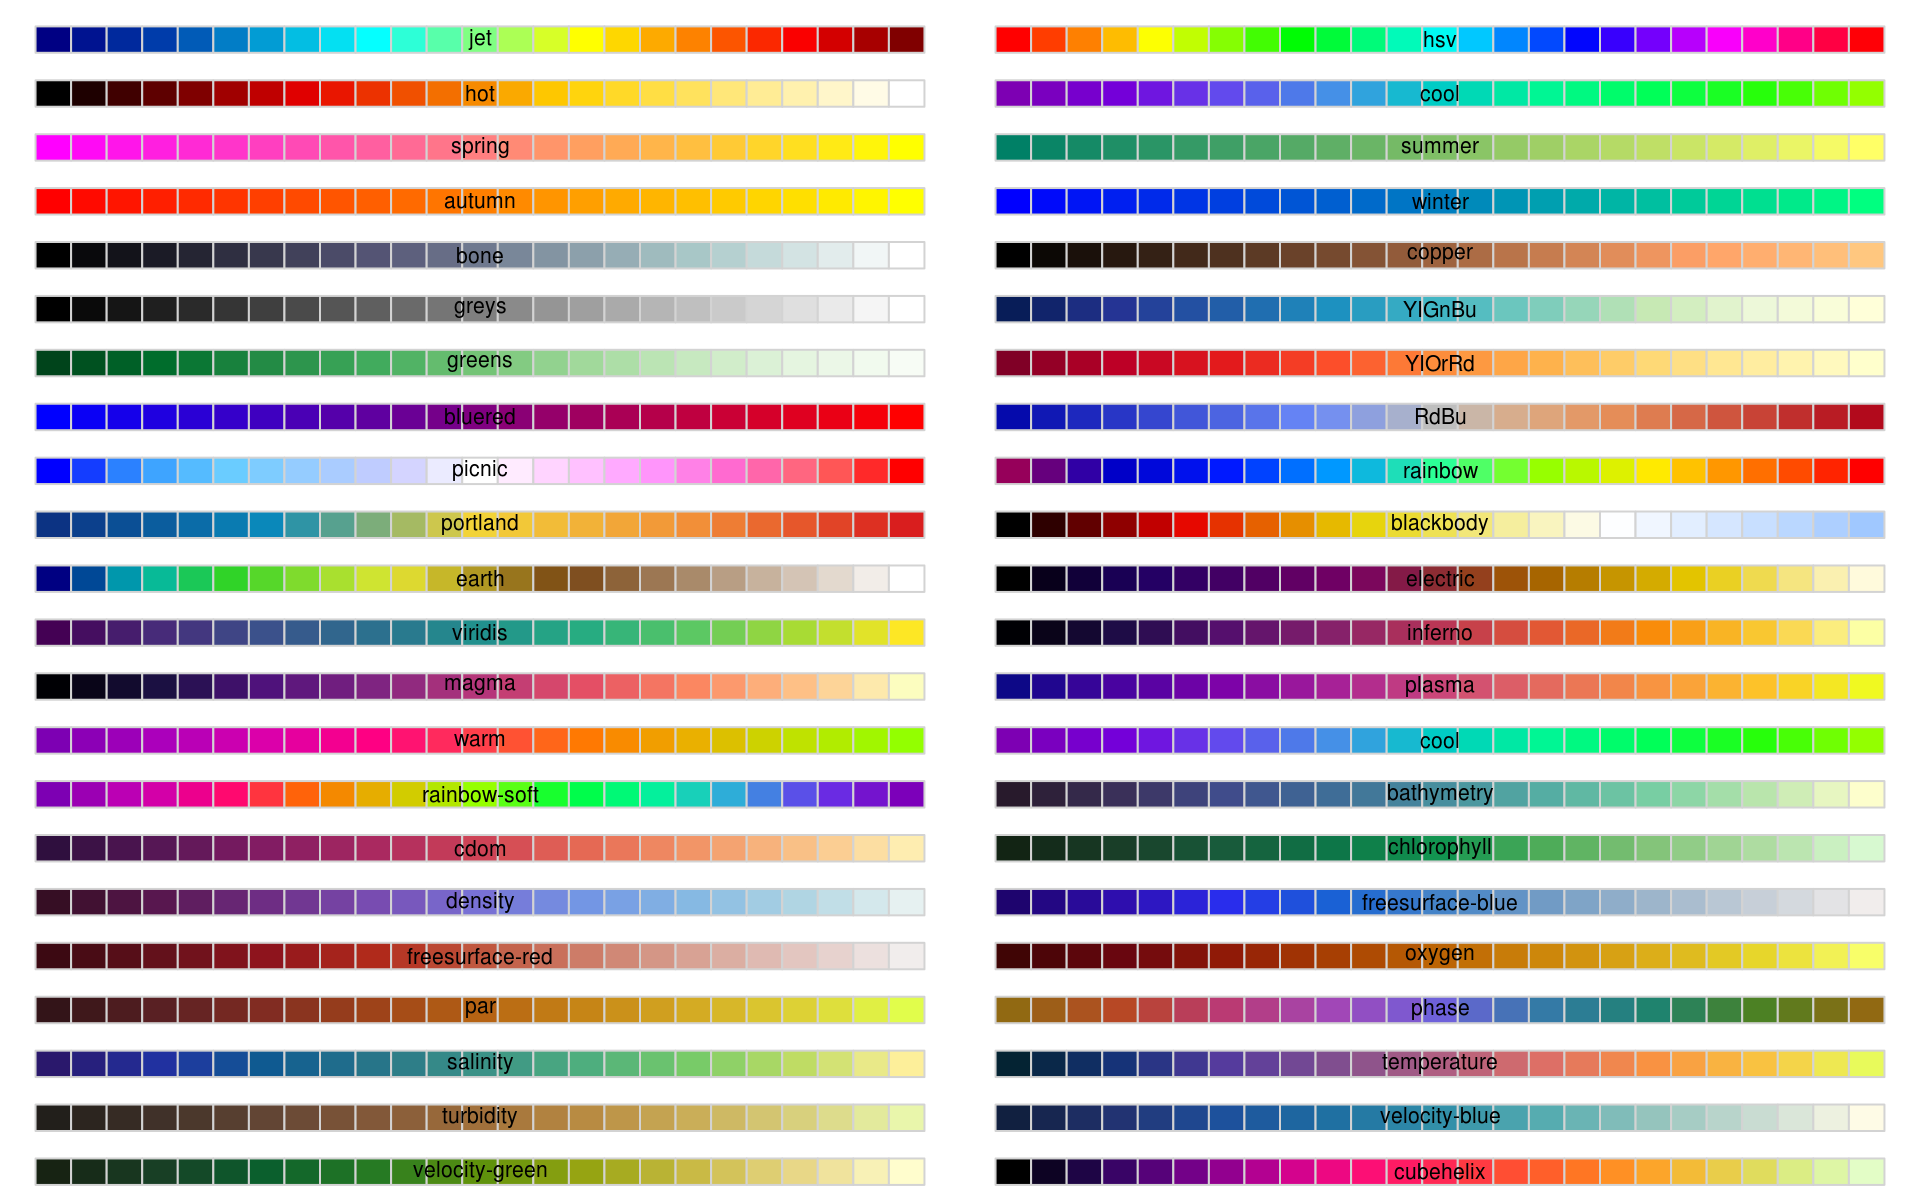 jet
hsv
hot
cool
spring
summer
autumn
winter
bone
copper
greys
YIGnBu
greens
YIOrRd
bluered
RdBu
picnic
rainbow
portland
blackbody
earth
electric
viridis
inferno
magma
plasma
warm
cool
rainbow-soft
bathymetry
cdom
chlorophyll
density
freesurface-blue
freesurface-red
oxygen
par
phase
salinity
temperature
turbidity
velocity-blue
velocity-green
cubehelix